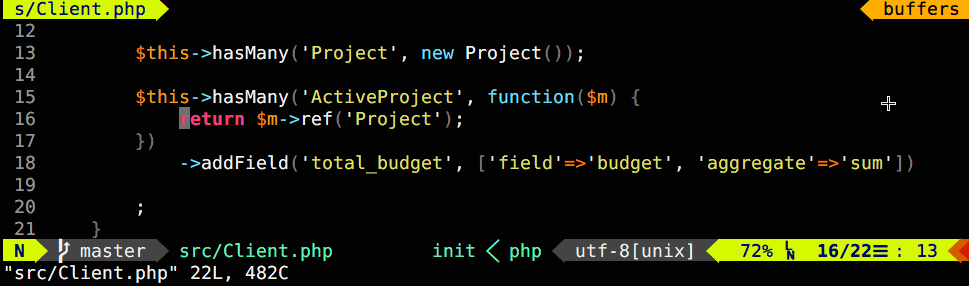 s/Client.php buffers
12
13 $this->hasMany('Project', new Project());
14
15 $this->hasMany('ActiveProject', function($m) {
16 return $m->ref('Project');
17 })
18 ->addField('total_budget', ['field'=>'budget', 'aggregate'=>'sum'])
19
20 ;
21 }
N master src/Client.php init < php utf-8[unix] 72% LN 16/22☰ : 13
"src/Client.php" 22L, 482C